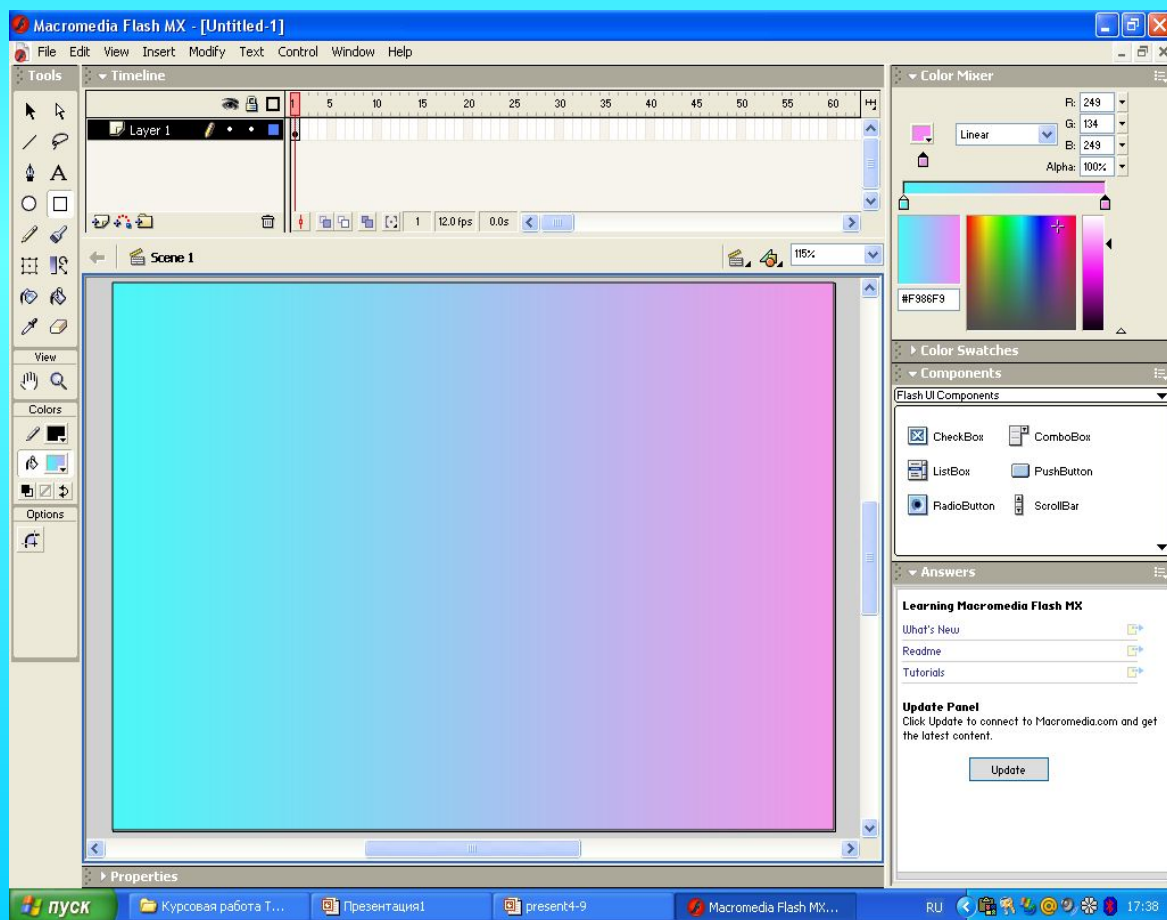 Macromedia Flash MX - [Untitled-1]
File Edit View Insert Modify Text Control Window Help
Tools
Timeline
1 5 10 15 20 25 30 35 40 45 50 55 60
Layer 1
1 12.0 fps 0.0s
Scene 1
115%
View
Colors
Options
Properties
Color Mixer
R: 249
Linear
G: 134
B: 249
Alpha: 100%
#F986F9
Color Swatches
Components
Flash UI Components
CheckBox ComboBox
ListBox PushButton
RadioButton ScrollBar
Answers
Learning Macromedia Flash MX
What's New
Readme
Tutorials
Update Panel
Click Update to connect to Macromedia.com and get
the latest content.
Update
пуск
Курсовая работа Т...
Презентация1
present4-9
Macromedia Flash MX...
RU
17:38